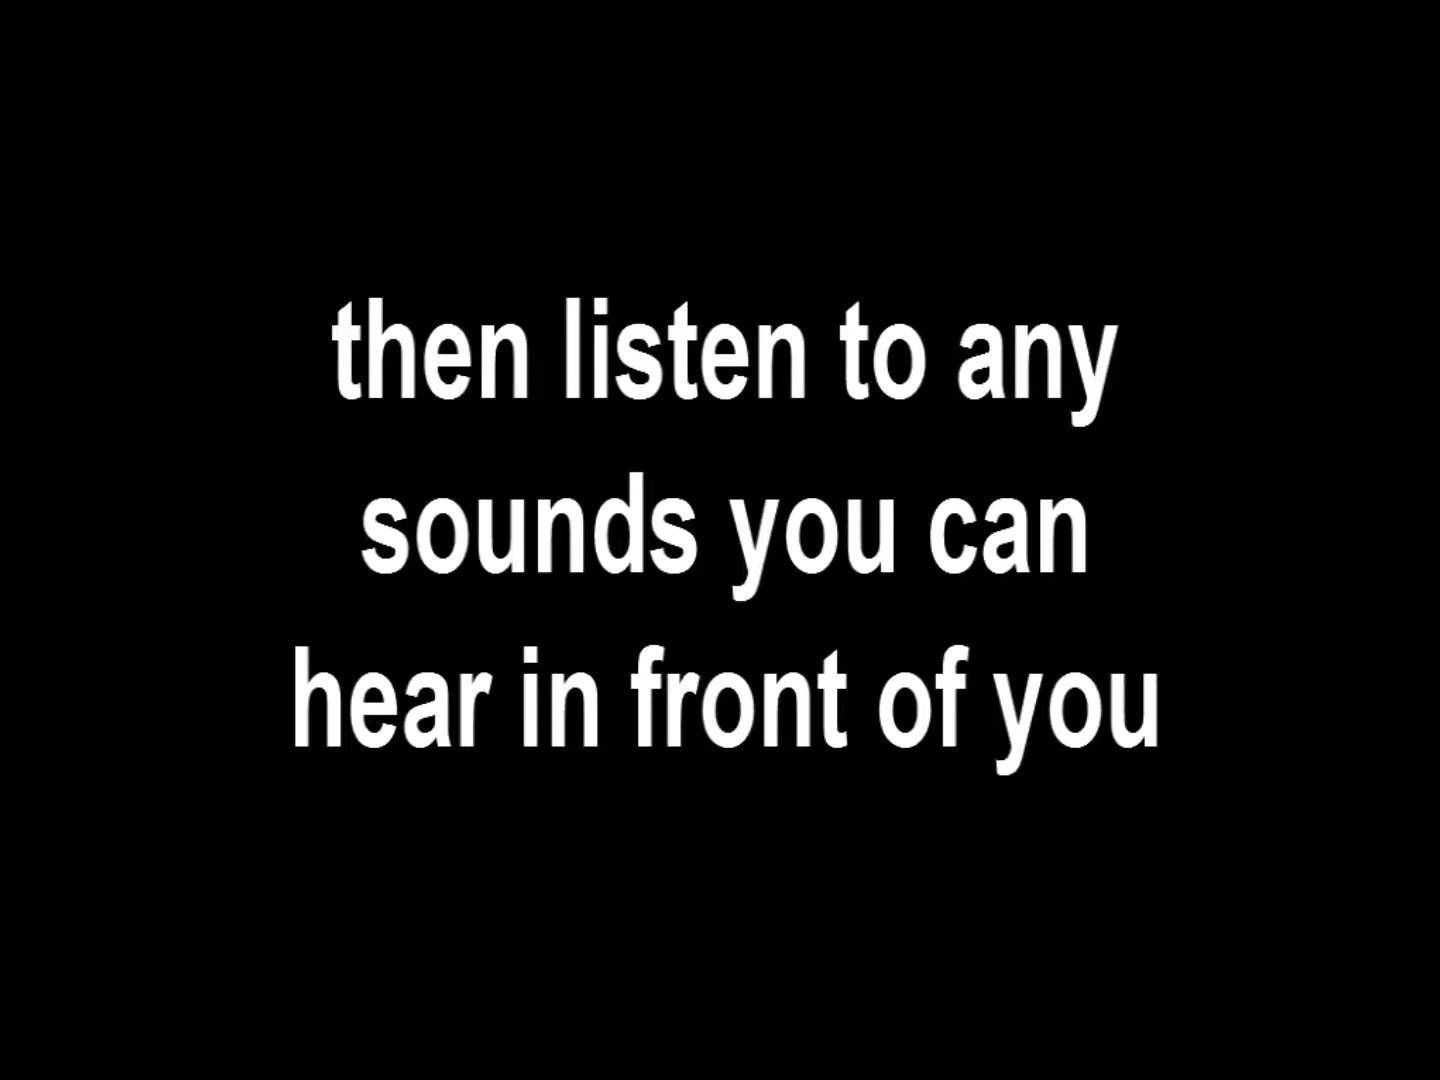 then listen to any
sounds you can
hear in front of you